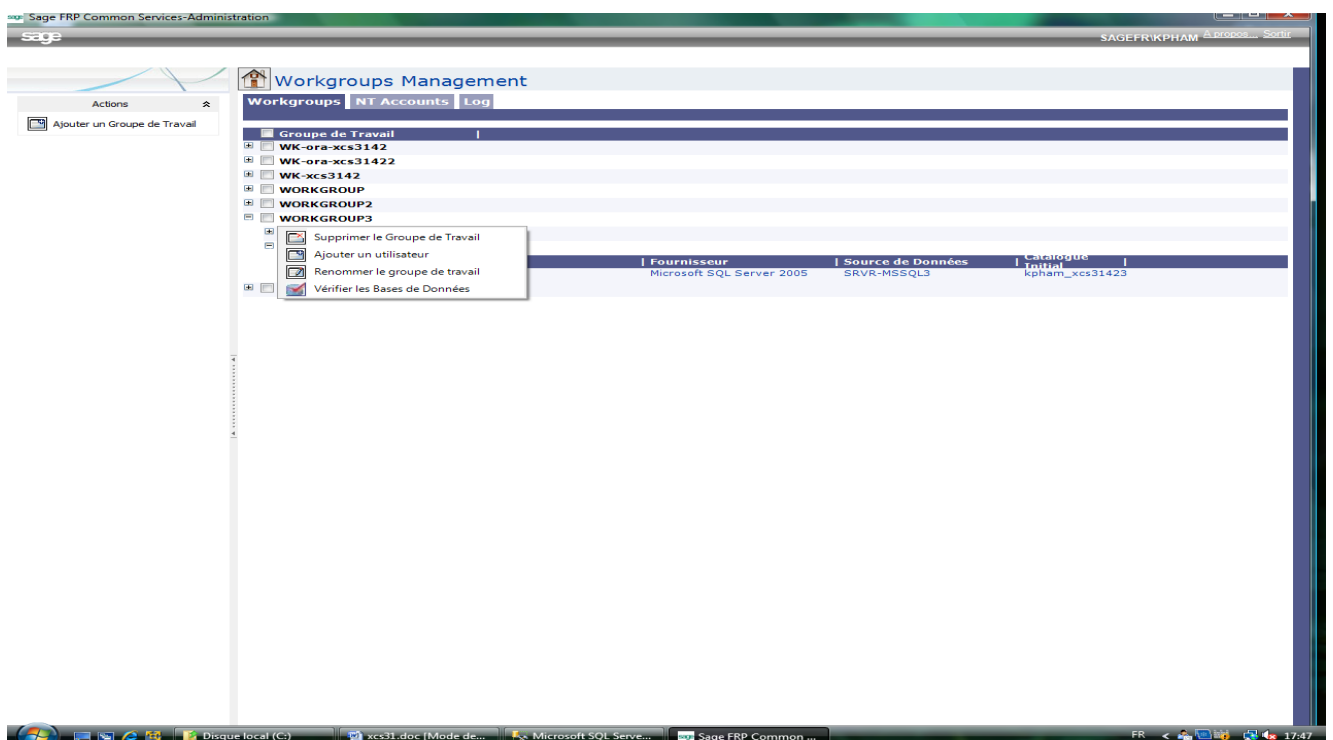 Sage FRP Common Services-Administration
sage
SAGEFR\KPHAM A propos... Sortir
Workgroups Management
Actions
Ajouter un Groupe de Travail
Workgroups NT Accounts Log
Groupe de Travail
WK-ora-xcs3142
WK-ora-xcs31422
WK-xcs3142
WORKGROUP
WORKGROUP2
WORKGROUP3
Supprimer le Groupe de Travail
Ajouter un utilisateur
Renommer le groupe de travail
Vérifier les Bases de Données
| Fournisseur | Source de Données | Catalogue Initial |
Microsoft SQL Server 2005 SRVR-MSSQL3 kpham_xcs31423
Disque local (C:) xcs31.doc [Mode de... Microsoft SQL Serve... Sage FRP Common ... FR < 17:47